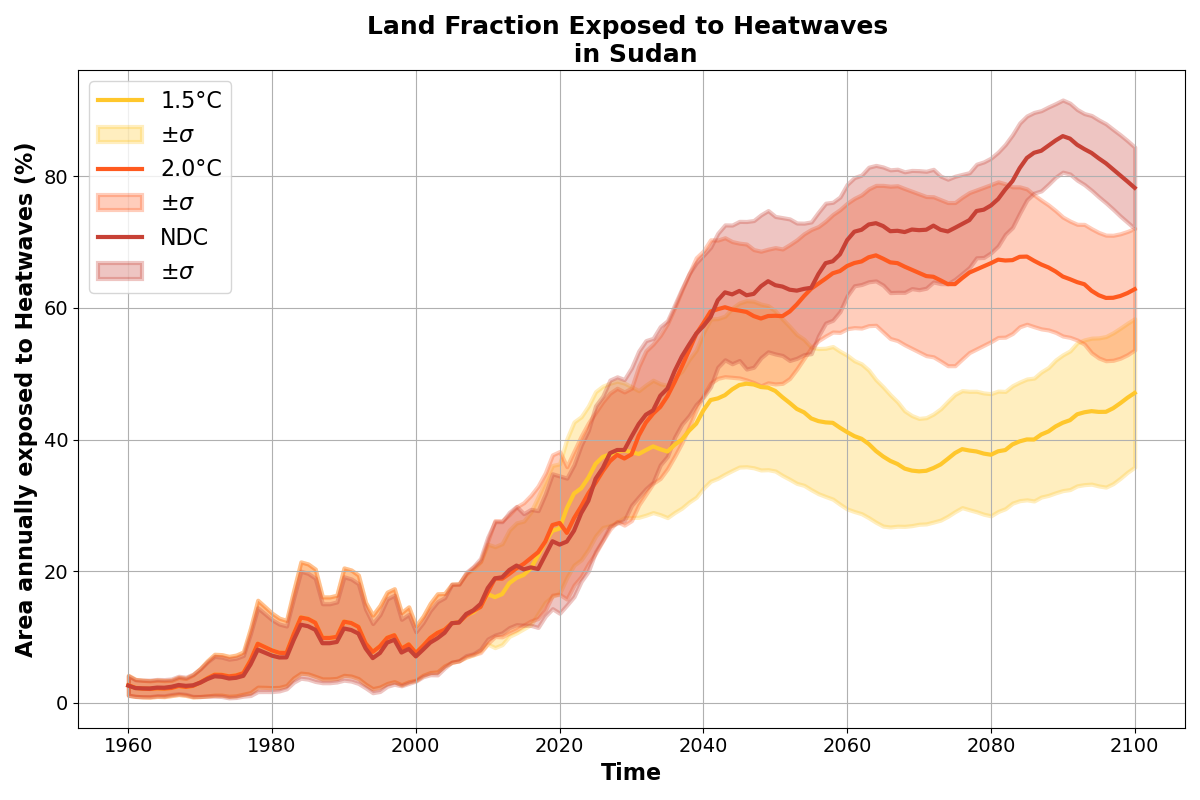 Land Fraction Exposed to Heatwaves
in Sudan
Area annually exposed to Heatwaves (%)
80
60
40
20
0
1.5°C
±σ
2.0°C
±σ
NDC
±σ
1960 1980 2000 2020 2040 2060 2080 2100
Time